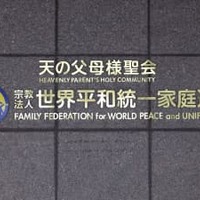 天の父母様聖会
HEAVENLY PARENT'S HOLY COMMUNITY
宗教法人 世界平和統一家庭
FAMILY FEDERATION for WORLD PEACE and UNIF